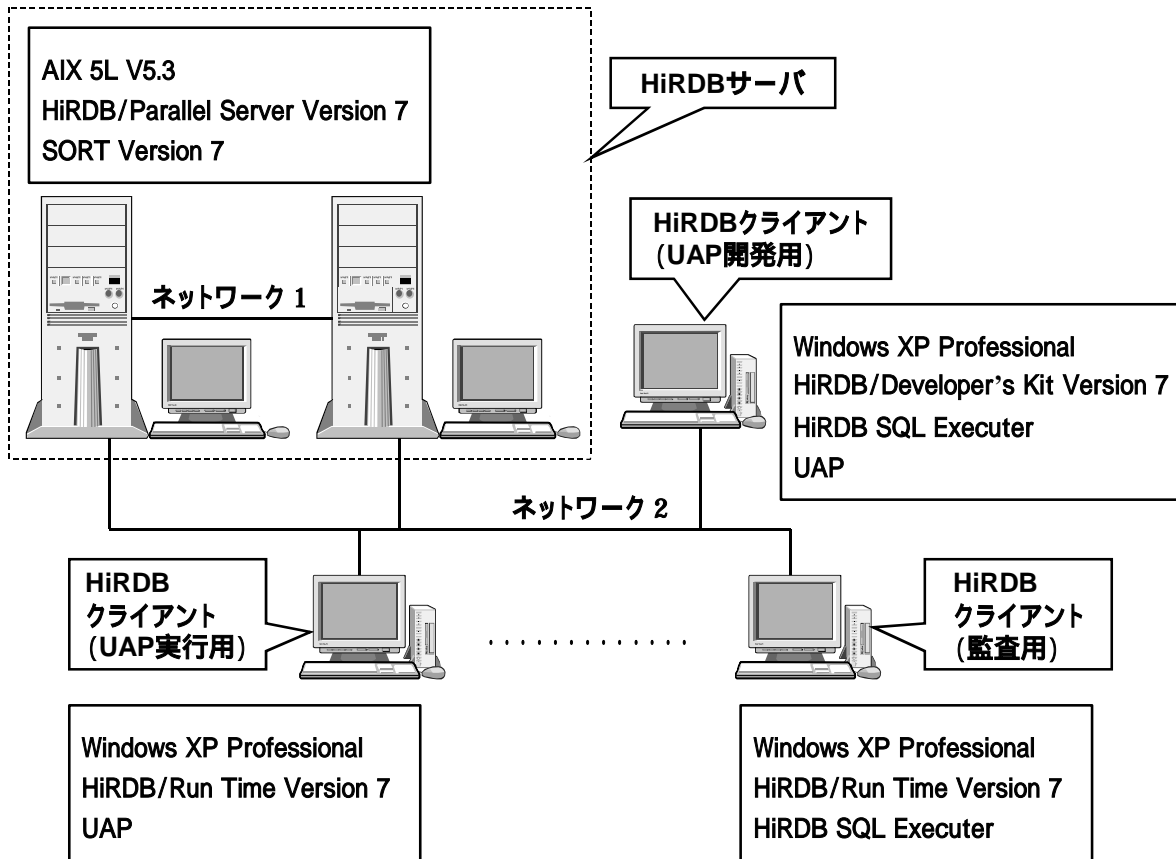 AIX 5L V5.3
HiRDB/Parallel Server Version 7
SORT Version 7
HiRDBサーバ
ネットワーク 1
HiRDBクライアント
(UAP開発用)
Windows XP Professional
HiRDB/Developer's Kit Version 7
HiRDB SQL Executer
UAP
ネットワーク 2
HiRDB
クライアント
(UAP実行用)
............
HiRDB
クライアント
(監査用)
Windows XP Professional
HiRDB/Run Time Version 7
UAP
Windows XP Professional
HiRDB/Run Time Version 7
HiRDB SQL Executer